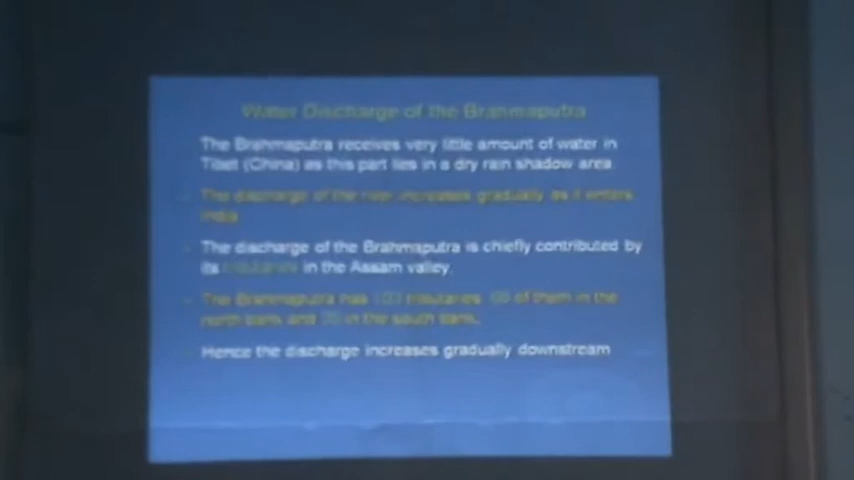 Water Discharge of the Brahmaputra
The Brahmaputra receives very little amount of water in
Tibet (China) as this part lies in a dry rain shadow area.
The discharge of the river increases gradually as it enters
India
The discharge of the Brahmaputra is chiefly contributed by
its tributaries in the Assam valley.
The Brahmaputra has tributaries of them in the
north bank and in the south bank.
Hence the discharge increases gradually downstream